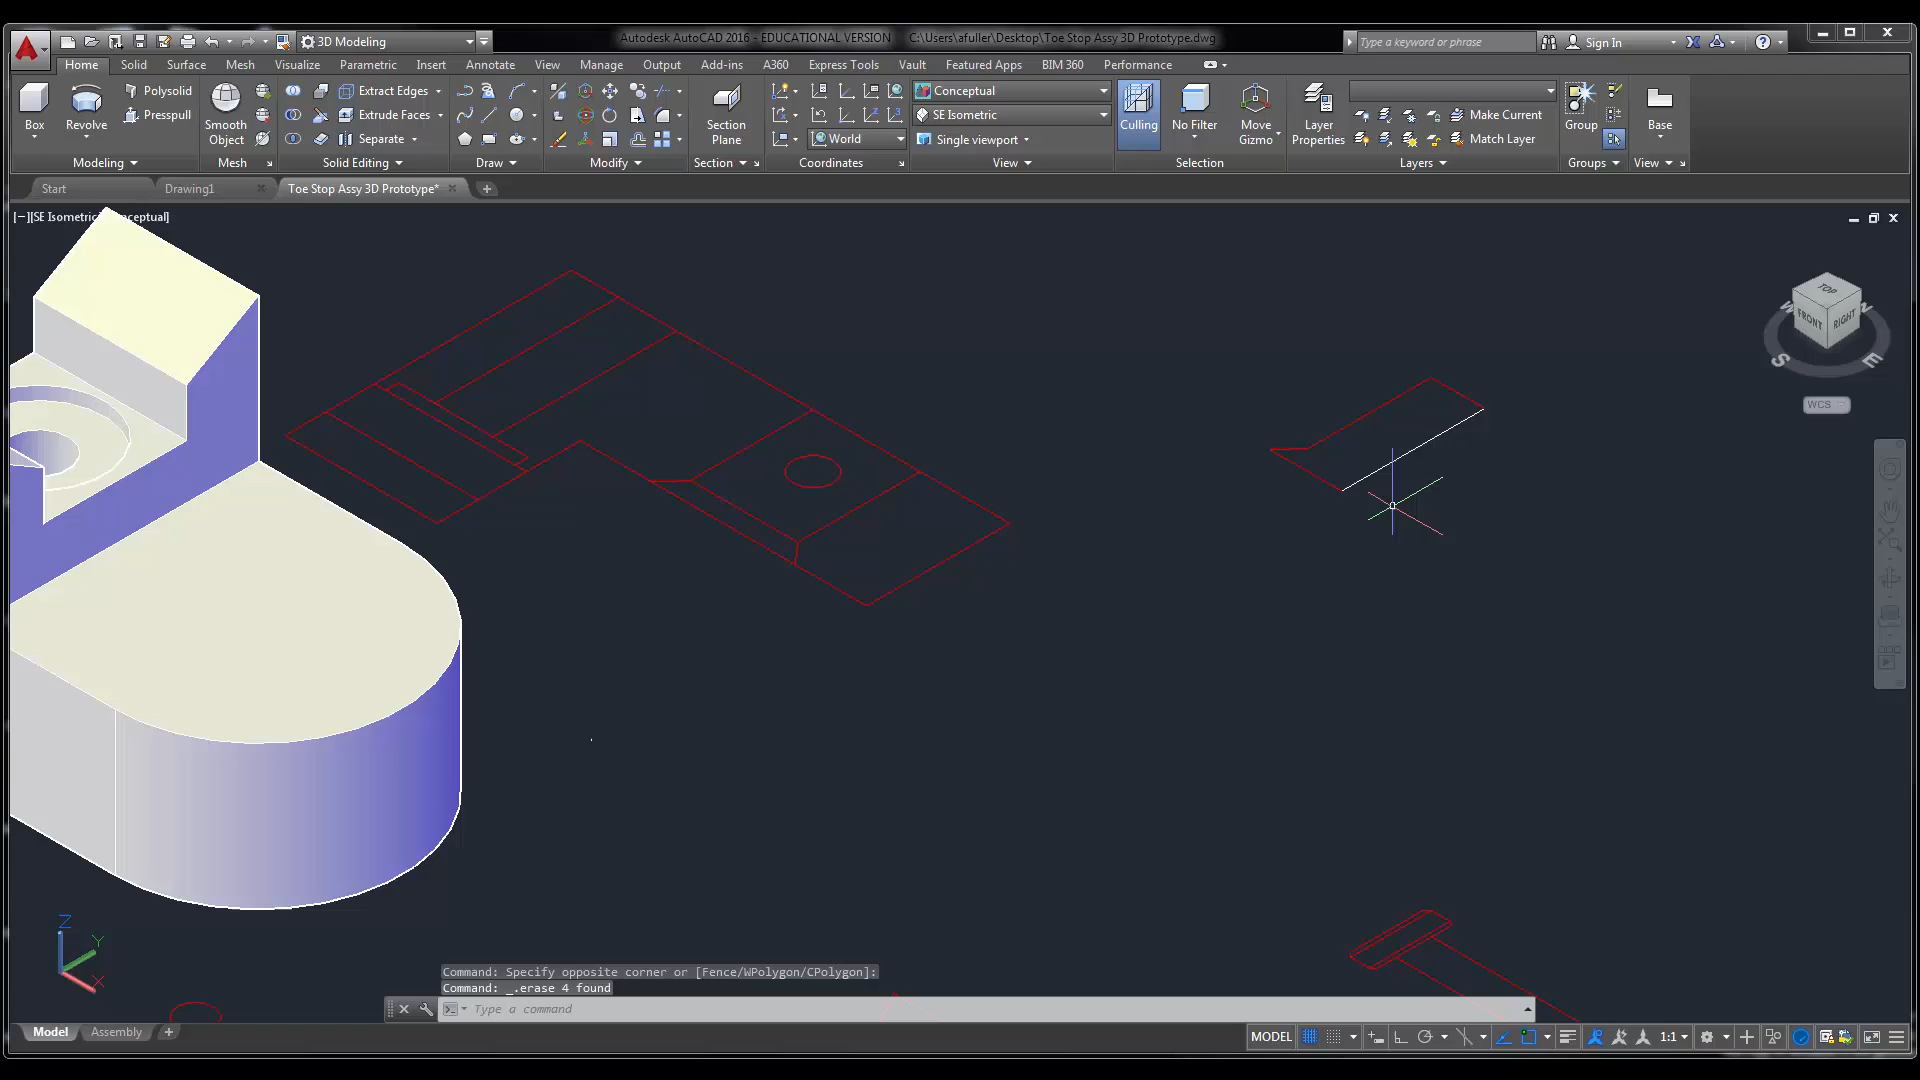 3D Modeling
Autodesk AutoCAD 2016 - EDUCATIONAL VERSION    C:\Users\afuller\Desktop\Toe Stop Assy 3D Prototype.dwg
Type a keyword or phrase
Sign In
Home
Solid
Surface
Mesh
Visualize
Parametric
Insert
Annotate
View
Manage
Output
Add-ins
A360
Express Tools
Vault
Featured Apps
BIM 360
Performance
Box
Revolve
Polysolid
Presspull
Smooth
Object
Extract Edges
Extrude Faces
Separate
Section
Plane
World
Conceptual
SE Isometric
Single viewport
Culling
No Filter
Move
Gizmo
Layer
Properties
Make Current
Match Layer
Group
Base
Modeling
Mesh
Solid Editing
Draw
Modify
Section
Coordinates
View
Selection
Layers
Groups
View
Start
Drawing1
Toe Stop Assy 3D Prototype*
[−][SE Isometric
nceptual]
TOP
FRONT
RIGHT
W
N
S
E
WCS
Z
Y
X
Command: Specify opposite corner or [Fence/WPolygon/CPolygon]:
Command: _.erase 4 found
Type a command
Model
Assembly
MODEL
1:1